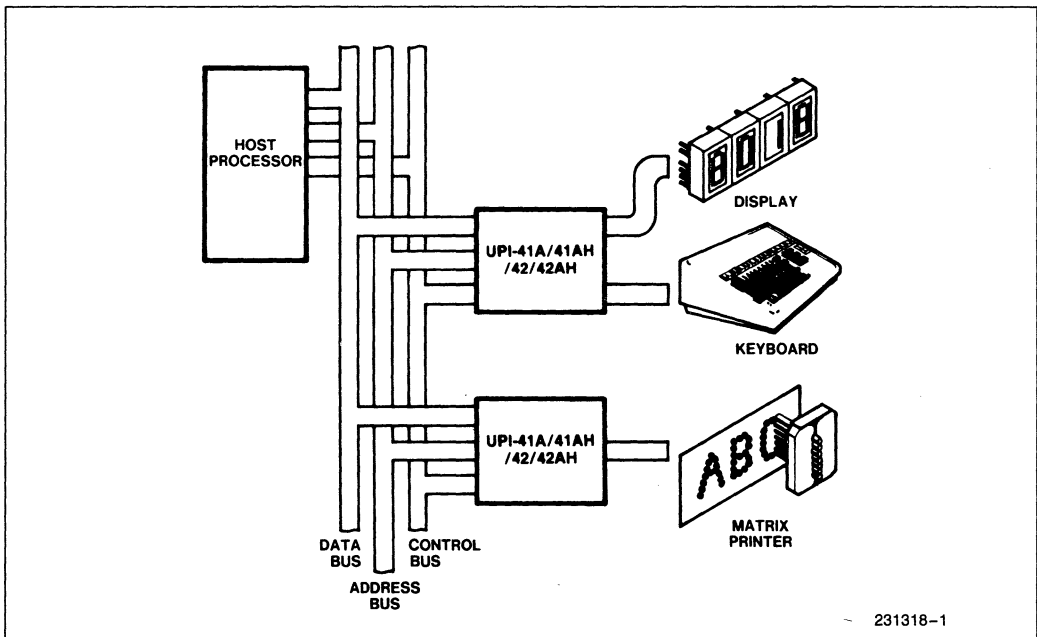 HOST
PROCESSOR
UPI-41A/41AH
/42/42AH
DISPLAY
KEYBOARD
UPI-41A/41AH
/42/42AH
ABC
MATRIX
PRINTER
DATA
BUS
CONTROL
BUS
ADDRESS
BUS
231318-1